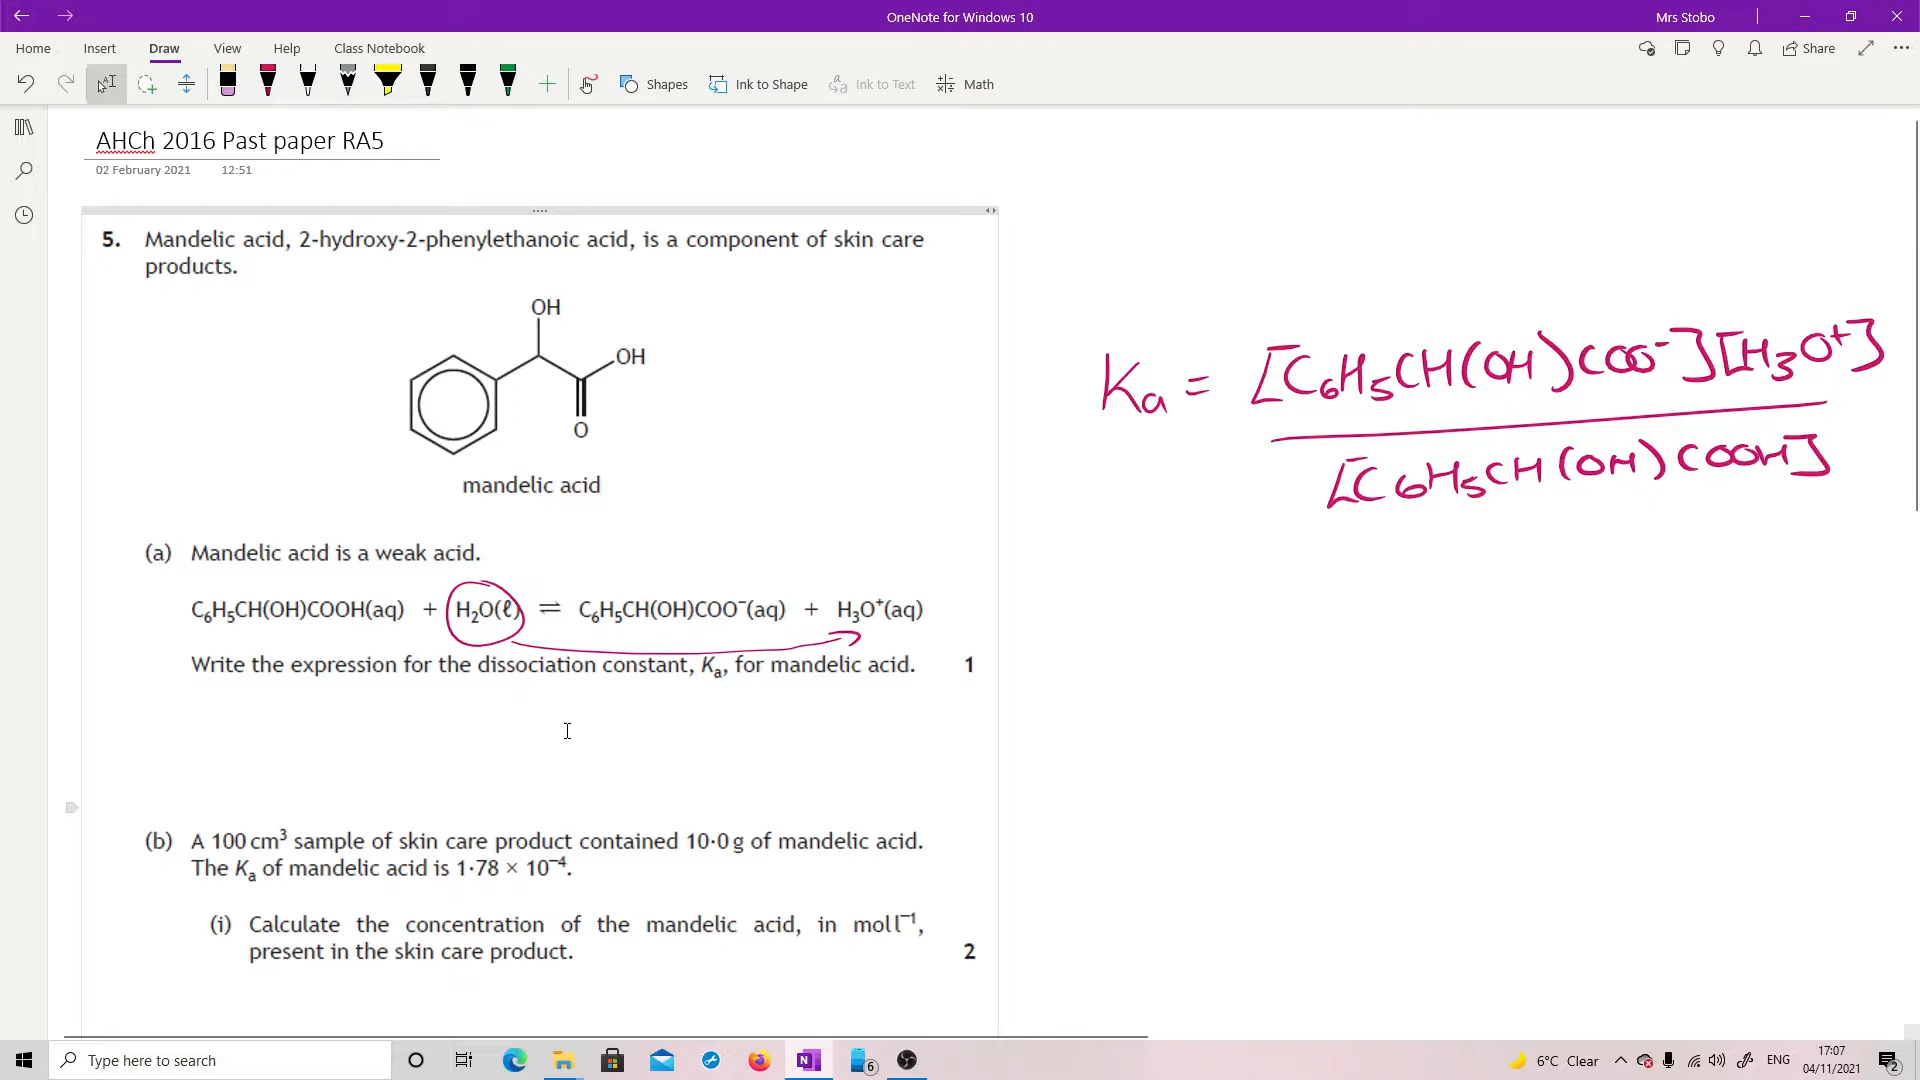 OneNote for Windows 10
Mrs Stobo
Home Insert Draw View Help Class Notebook
Share
Shapes Ink to Shape Ink to Text Math
AHCh 2016 Past paper RA5
02 February 2021 12:51
5. Mandelic acid, 2-hydroxy-2-phenylethanoic acid, is a component of skin care
products.
OH
OH
O
mandelic acid
Kₐ = [C₆H₅CH(OH)COO⁻][H₃O⁺]
[C₆H₅CH(OH)COOH]
(a) Mandelic acid is a weak acid.
C₆H₅CH(OH)COOH(aq) + H₂O(ℓ) ⇌ C₆H₅CH(OH)COO⁻(aq) + H₃O⁺(aq)
Write the expression for the dissociation constant, Kₐ, for mandelic acid. 1
(b) A 100 cm³ sample of skin care product contained 10·0 g of mandelic acid.
The Kₐ of mandelic acid is 1·78 × 10⁻⁴.
(i) Calculate the concentration of the mandelic acid, in mol l⁻¹,
present in the skin care product. 2
Type here to search
6
6°C Clear
ENG
17:07
04/11/2021
2